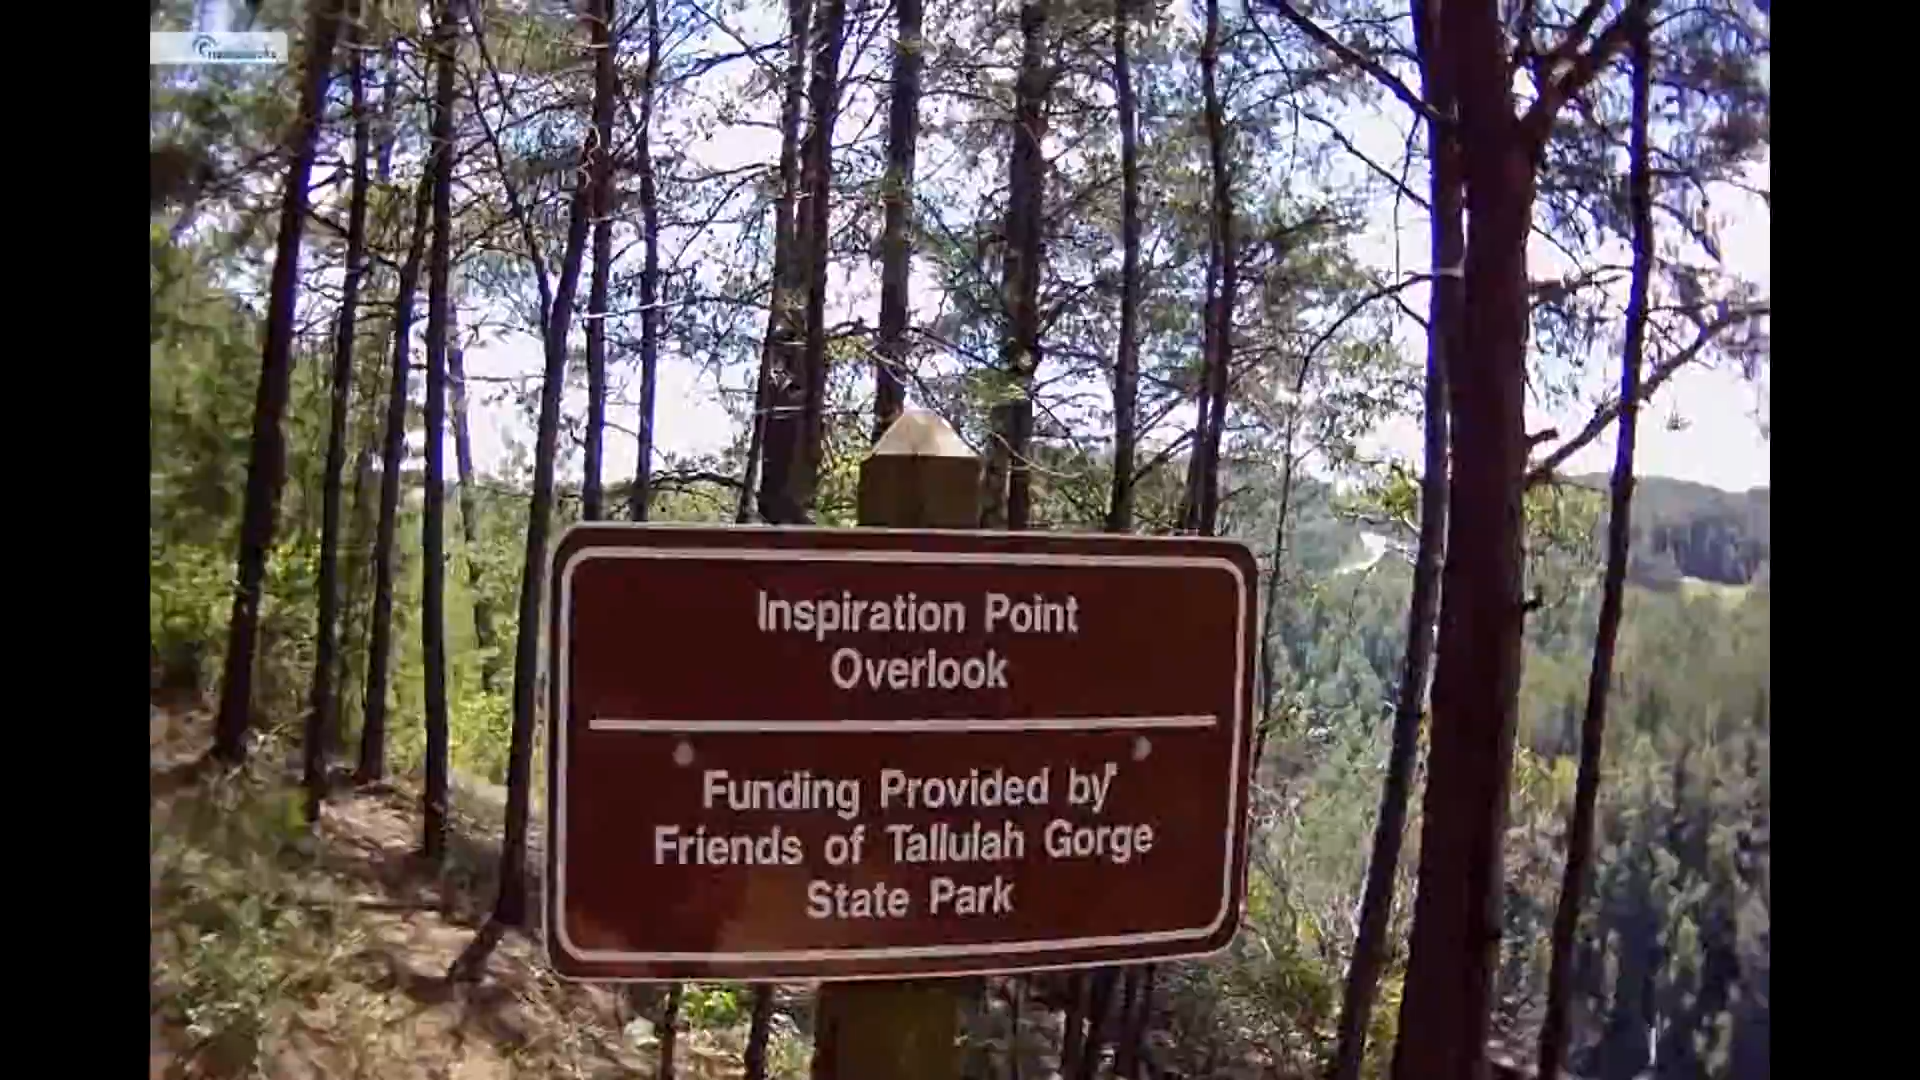 Inspiration Point
Overlook
Funding Provided by
Friends of Tallulah Gorge
State Park